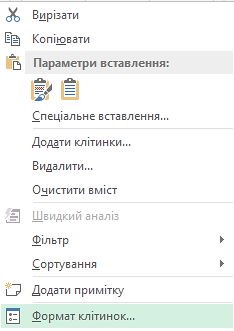 Вирізати
Копіювати
Параметри вставлення:
Спеціальне вставлення...
Додати клітинки...
Видалити...
Очистити вміст
Швидкий аналіз
Фільтр
Сортування
Додати примітку
Формат клітинок...